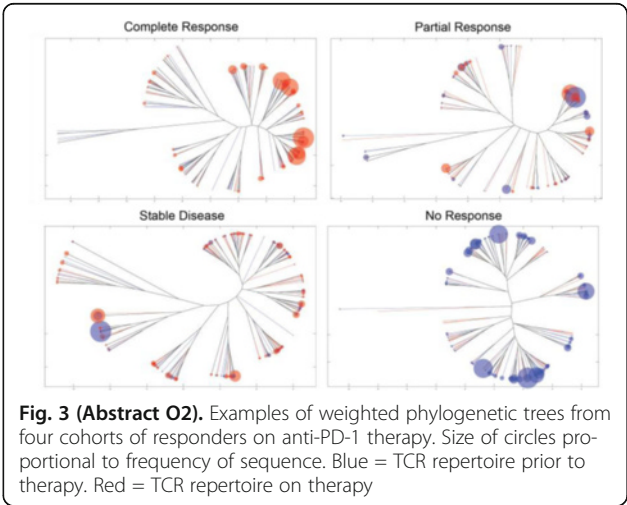 Complete Response
Partial Response
Stable Disease
No Response
Fig. 3 (Abstract O2). Examples of weighted phylogenetic trees from
four cohorts of responders on anti-PD-1 therapy. Size of circles pro-
portional to frequency of sequence. Blue = TCR repertoire prior to
therapy. Red = TCR repertoire on therapy